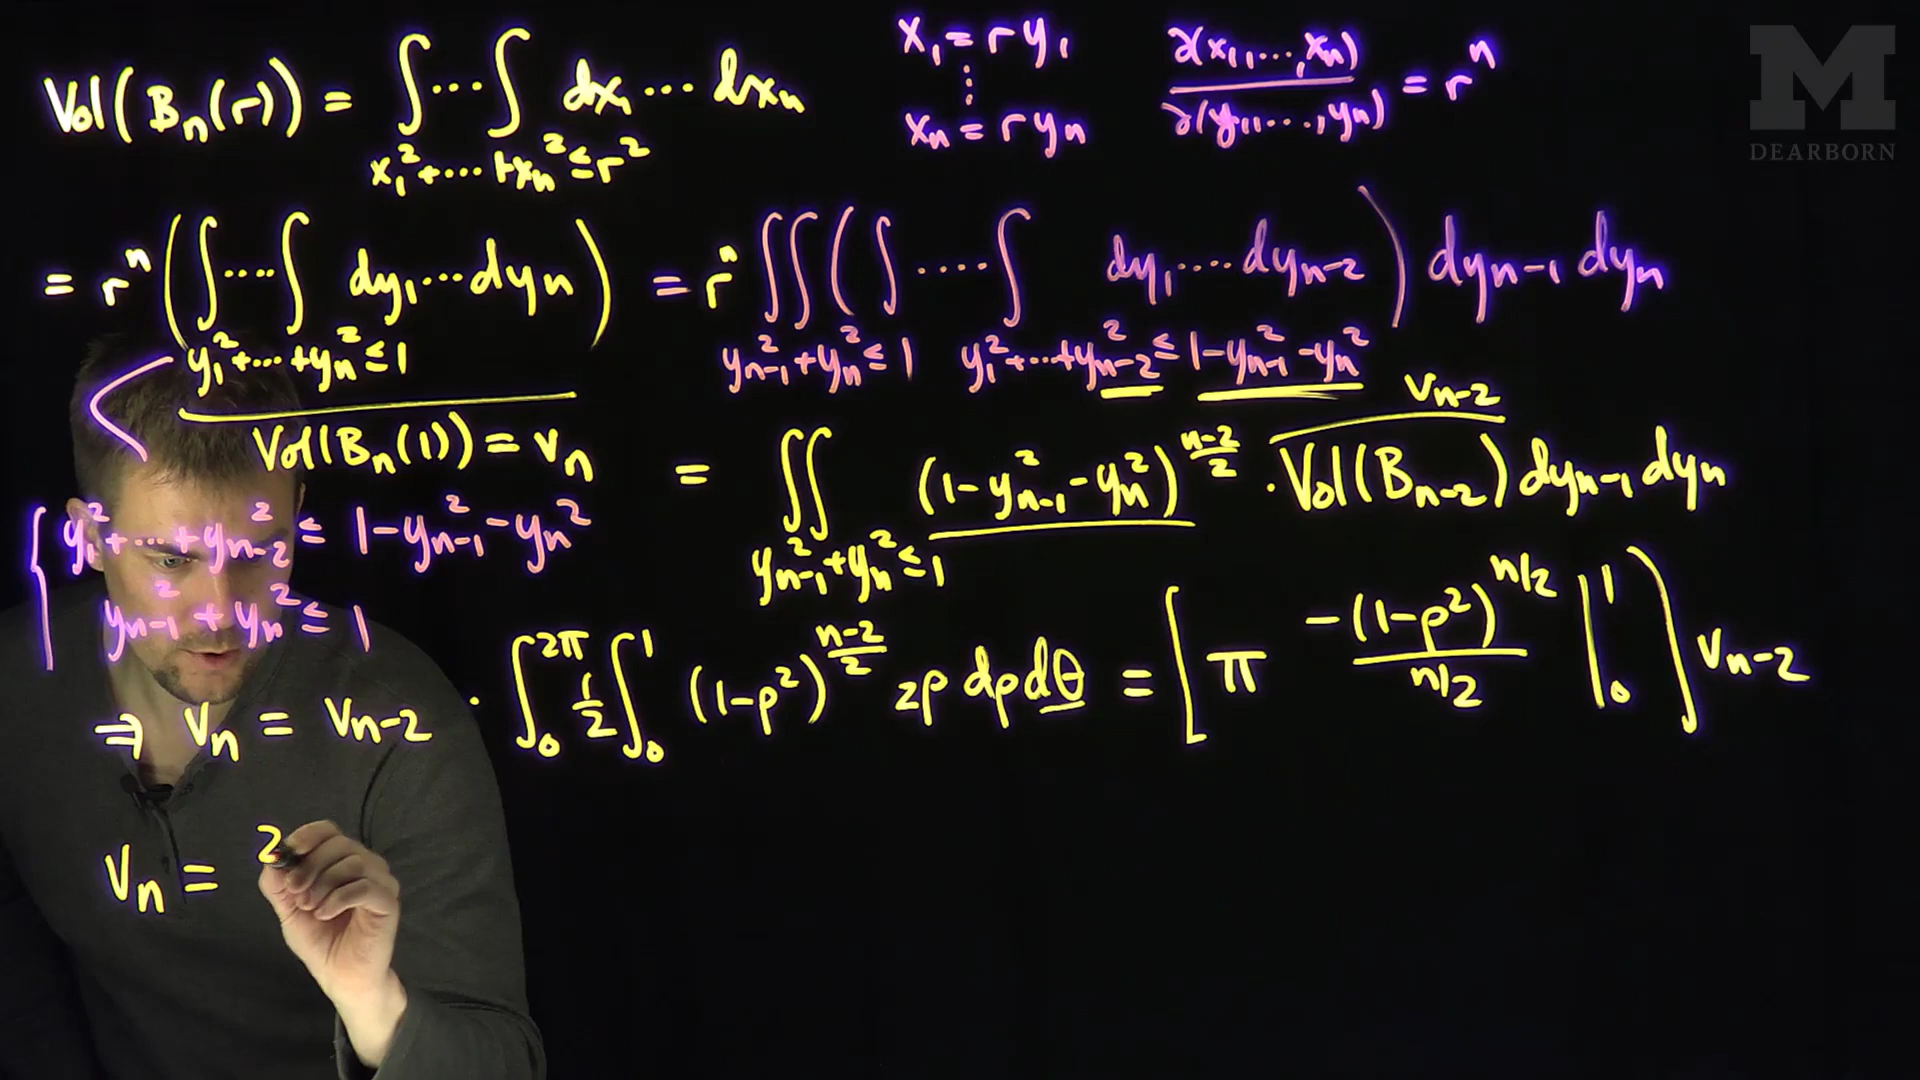 Vol(Bₙ(r)) = ∫⋯∫ dx₁⋯dxₙ
x₁²+⋯+xₙ² ≤ r²
x₁ = r y₁
⋮
xₙ = r yₙ
∂(x₁,…,xₙ)/∂(y₁,…,yₙ) = rⁿ
M
DEARBORN
= rⁿ(∫⋯∫ dy₁⋯dyₙ) = rⁿ ∬(∫⋯∫ dy₁⋯dyₙ₋₂) dyₙ₋₁ dyₙ
y₁²+⋯+yₙ² ≤ 1
yₙ₋₁²+yₙ² ≤ 1
y₁²+⋯+yₙ₋₂² ≤ 1-yₙ₋₁²-yₙ²
Vol(Bₙ(1)) = vₙ
vₙ₋₂
= ∬ (1-yₙ₋₁²-yₙ²)^((n-2)/2) · Vol(Bₙ₋₂) dyₙ₋₁ dyₙ
yₙ₋₁²+yₙ² ≤ 1
{ y₁²+⋯+yₙ₋₂² ≤ 1-yₙ₋₁²-yₙ²
yₙ₋₁²+yₙ² ≤ 1
⇒ vₙ = vₙ₋₂ · ∫₀^2π ½ ∫₀¹ (1-ρ²)^((n-2)/2) 2ρ dρ dθ = [π -(1-ρ²)^(n/2)/(n/2) |₀¹] vₙ₋₂
vₙ = 2